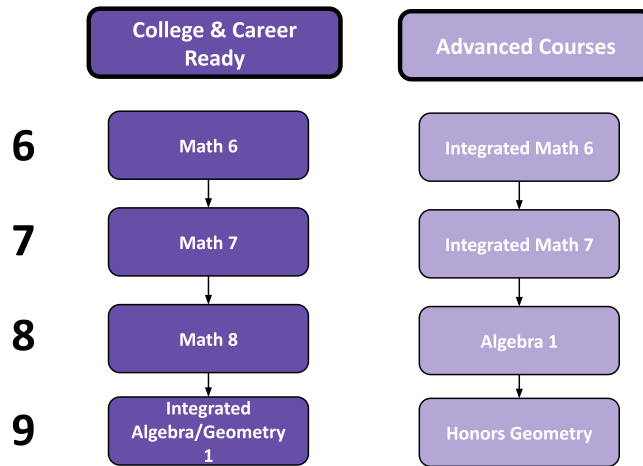 College & Career
Ready
Advanced Courses
6
Math 6
Integrated Math 6
7
Math 7
Integrated Math 7
8
Math 8
Algebra 1
9
Integrated
Algebra/Geometry
1
Honors Geometry